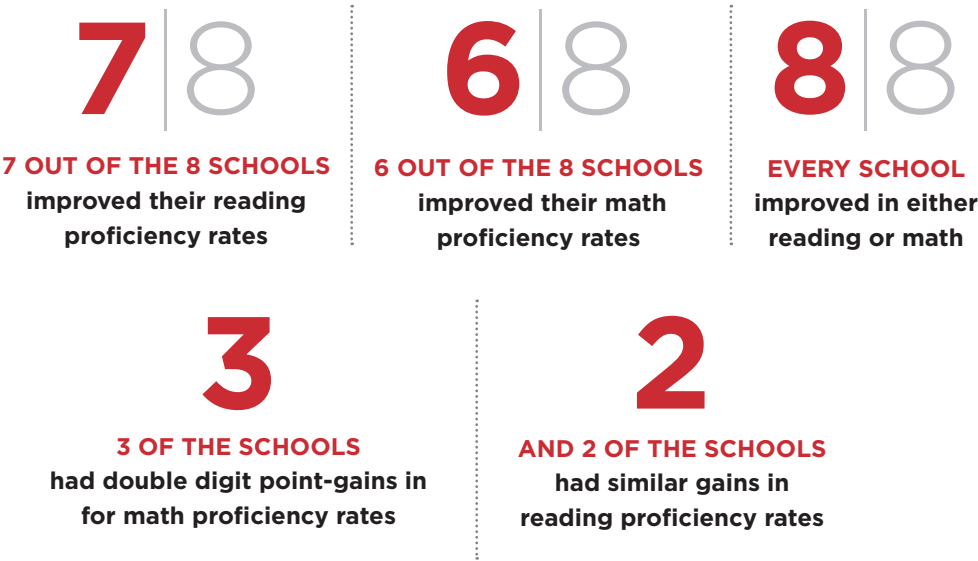 7|8
7 OUT OF THE 8 SCHOOLS
improved their reading
proficiency rates
6|8
6 OUT OF THE 8 SCHOOLS
improved their math
proficiency rates
8|8
EVERY SCHOOL
improved in either
reading or math
3
3 OF THE SCHOOLS
had double digit point-gains in
for math proficiency rates
2
AND 2 OF THE SCHOOLS
had similar gains in
reading proficiency rates